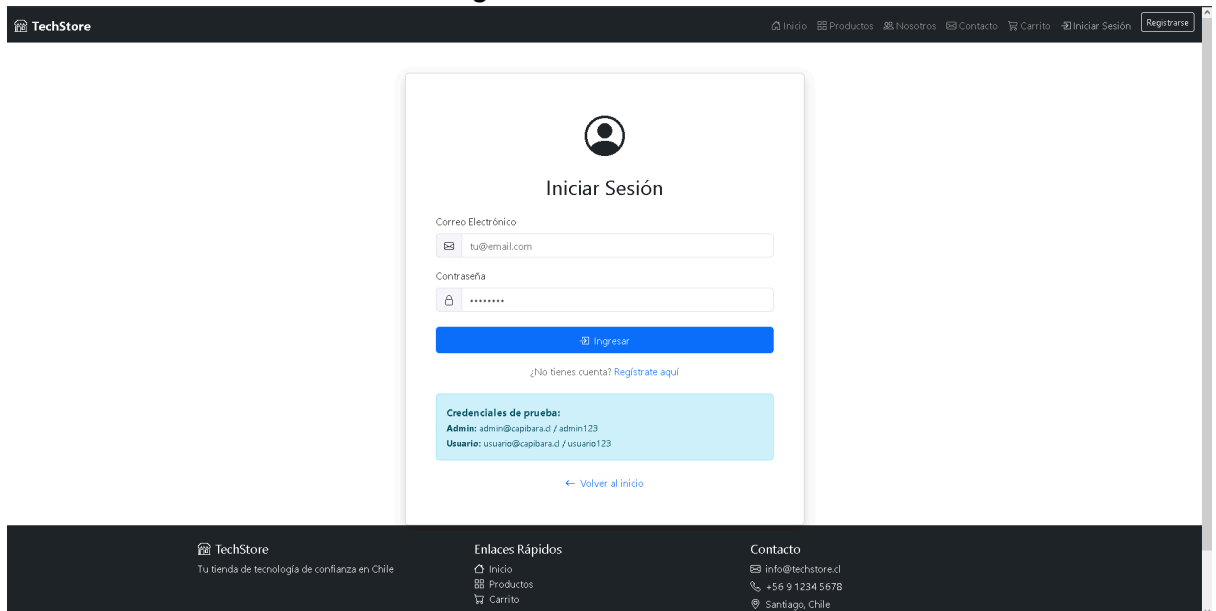 TechStore
Inicio Productos Nosotros Contacto Carrito Iniciar Sesión Registrarse
Iniciar Sesión
Correo Electrónico
tu@email.com
Contraseña
••••••••
Ingresar
¿No tienes cuenta? Regístrate aquí
Credenciales de prueba:
Admin: admin@capibara.cl / admin123
Usuario: usuario@capibara.cl / usuario123
← Volver al inicio
TechStore
Tu tienda de tecnología de confianza en Chile
Enlaces Rápidos
Inicio
Productos
Carrito
Contacto
info@techstore.cl
+56 9 1234 5678
Santiago, Chile